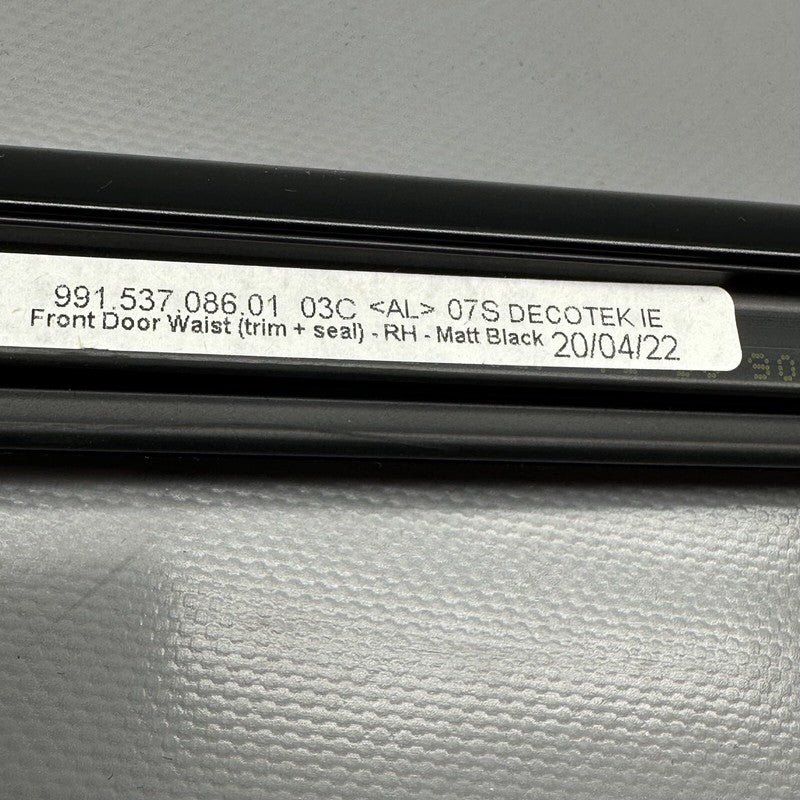 991.537.086.01 03C <AL> 07S DECOTEK IE
Front Door Waist (trim + seal) - RH - Matt Black 20/04/22